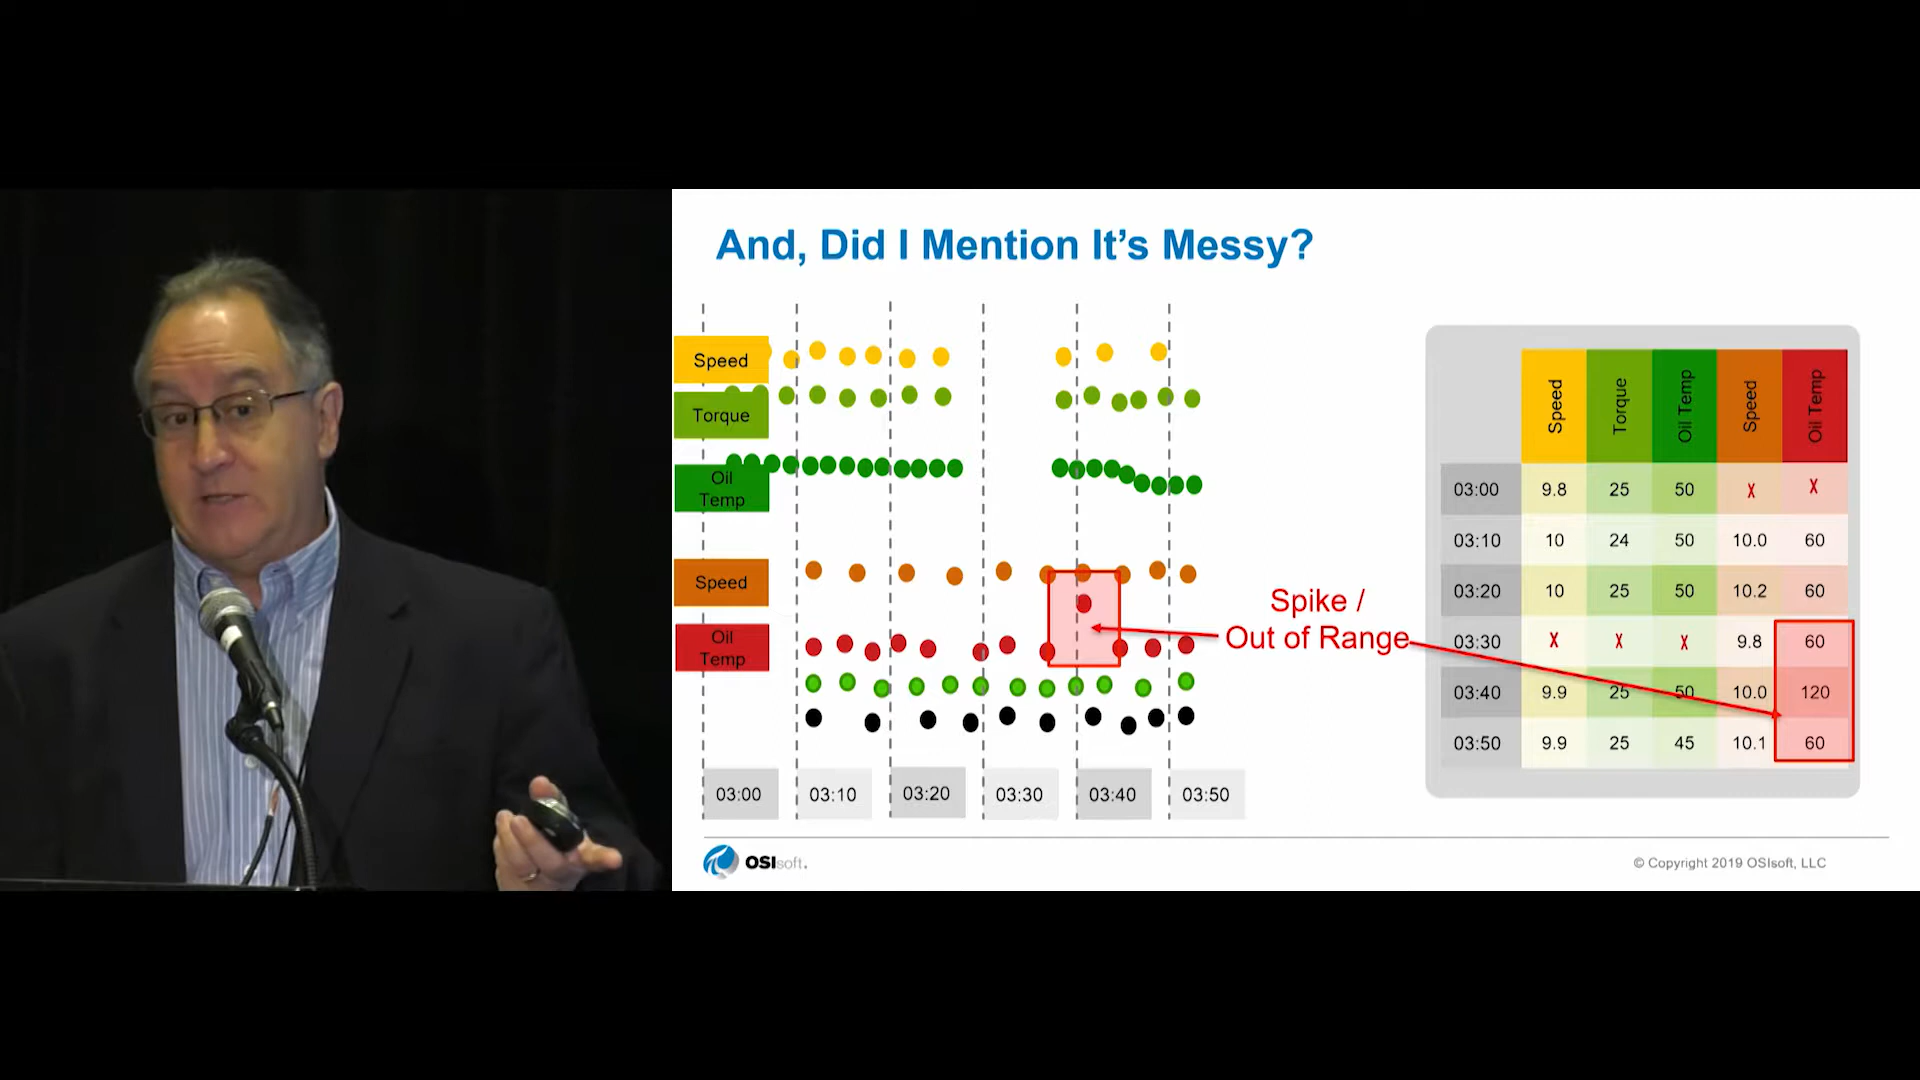 And, Did I Mention It's Messy?
Speed
Torque
Oil
Temp
Speed
Oil
Temp
03:00 03:10 03:20 03:30 03:40 03:50
Spike /
Out of Range
Speed Torque Oil Temp Speed Oil Temp
03:00 9.8 25 50 X X
03:10 10 24 50 10.0 60
03:20 10 25 50 10.2 60
03:30 X X X 9.8 60
03:40 9.9 25 50 10.0 120
03:50 9.9 25 45 10.1 60
OSIsoft.
© Copyright 2019 OSIsoft, LLC